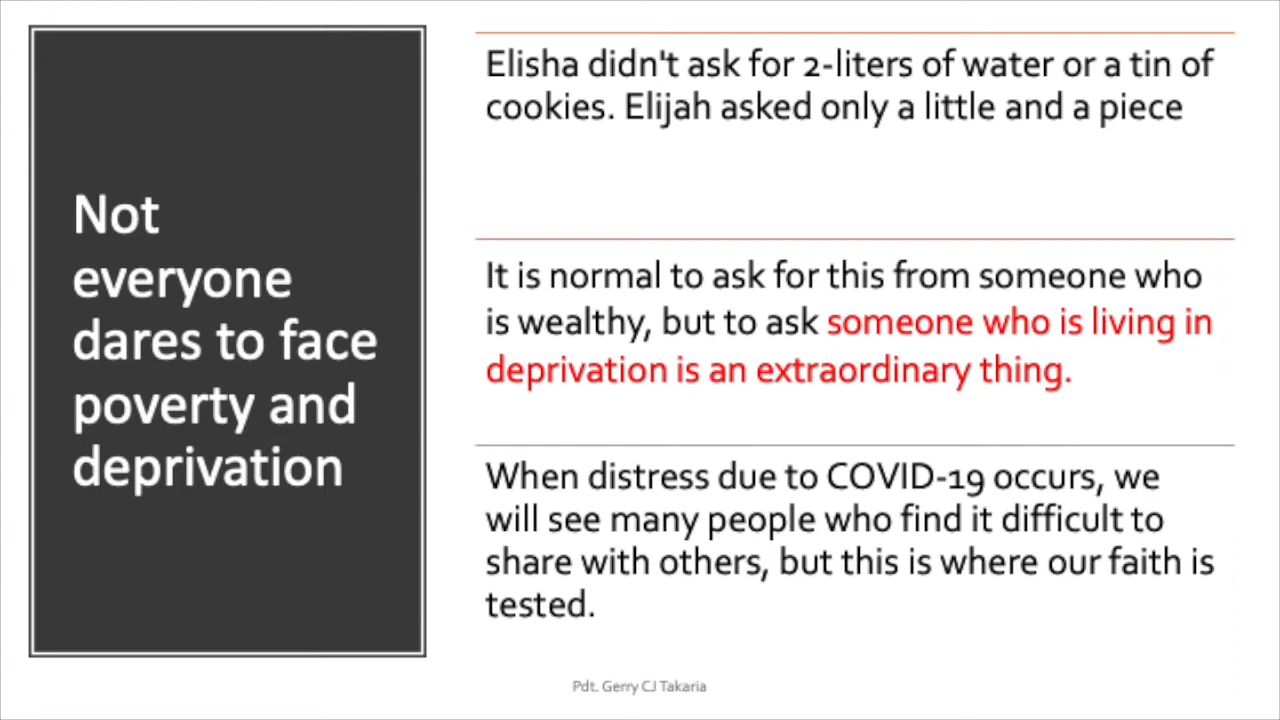 Not
everyone
dares to face
poverty and
deprivation
Elisha didn't ask for 2-liters of water or a tin of
cookies. Elijah asked only a little and a piece
It is normal to ask for this from someone who
is wealthy, but to ask someone who is living in
deprivation is an extraordinary thing.
When distress due to COVID-19 occurs, we
will see many people who find it difficult to
share with others, but this is where our faith is
tested.
Pdt. Gerry CJ Takaria